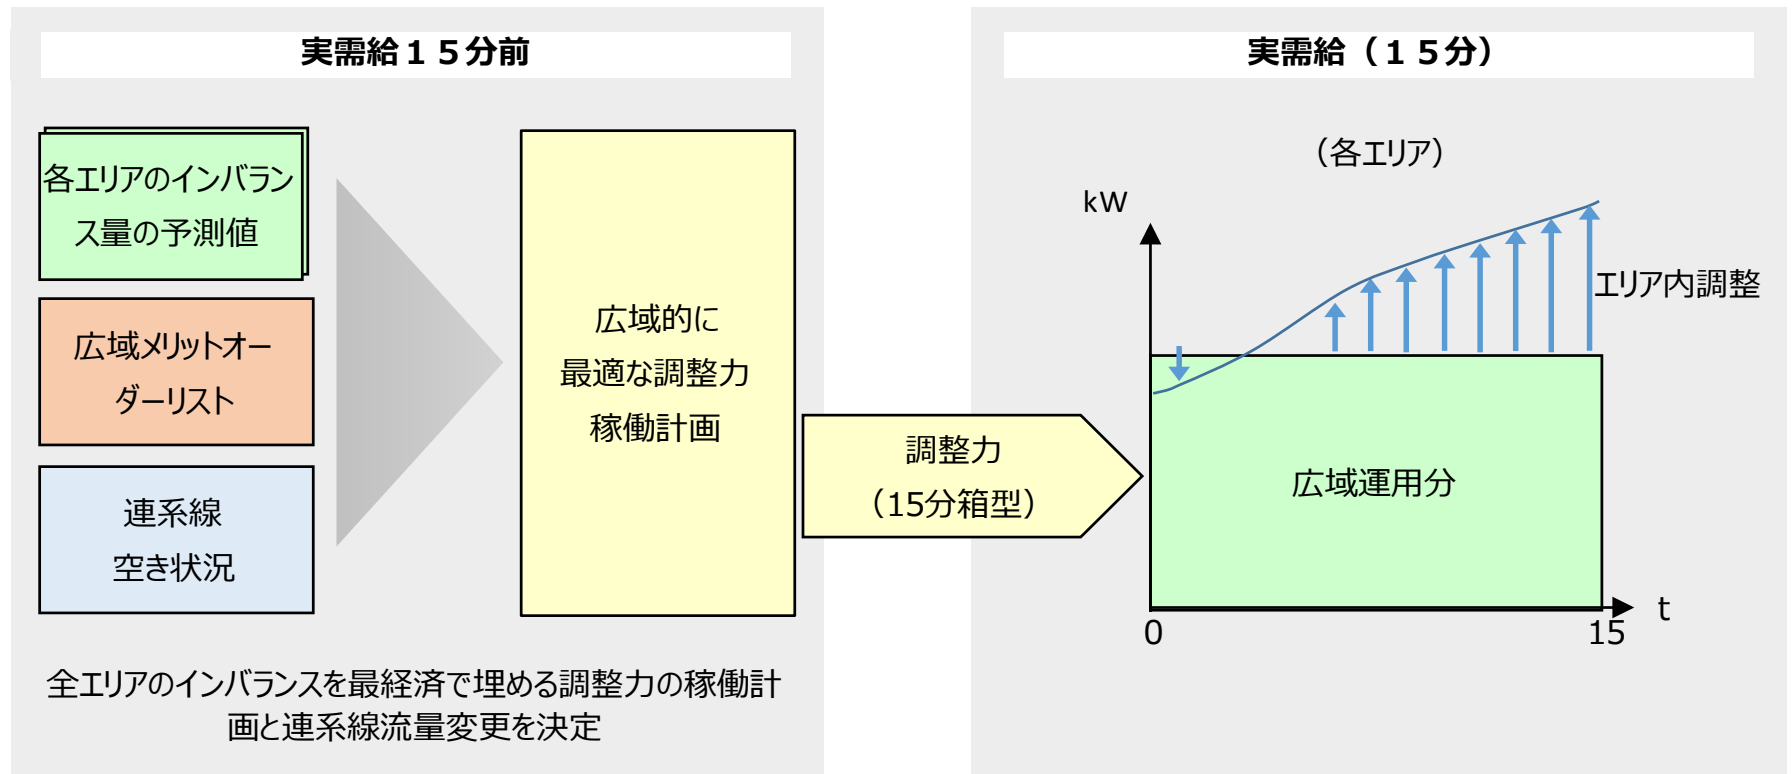 実需給１５分前
各エリアのインバラン
ス量の予測値
広域メリットオー
ダーリスト
連系線
空き状況
広域的に
最適な調整力
稼働計画
全エリアのインバランスを最経済で埋める調整力の稼働計
画と連系線流量変更を決定
調整力
（15分箱型）
実需給（１５分）
（各エリア）
kW
エリア内調整
広域運用分
0
15
t